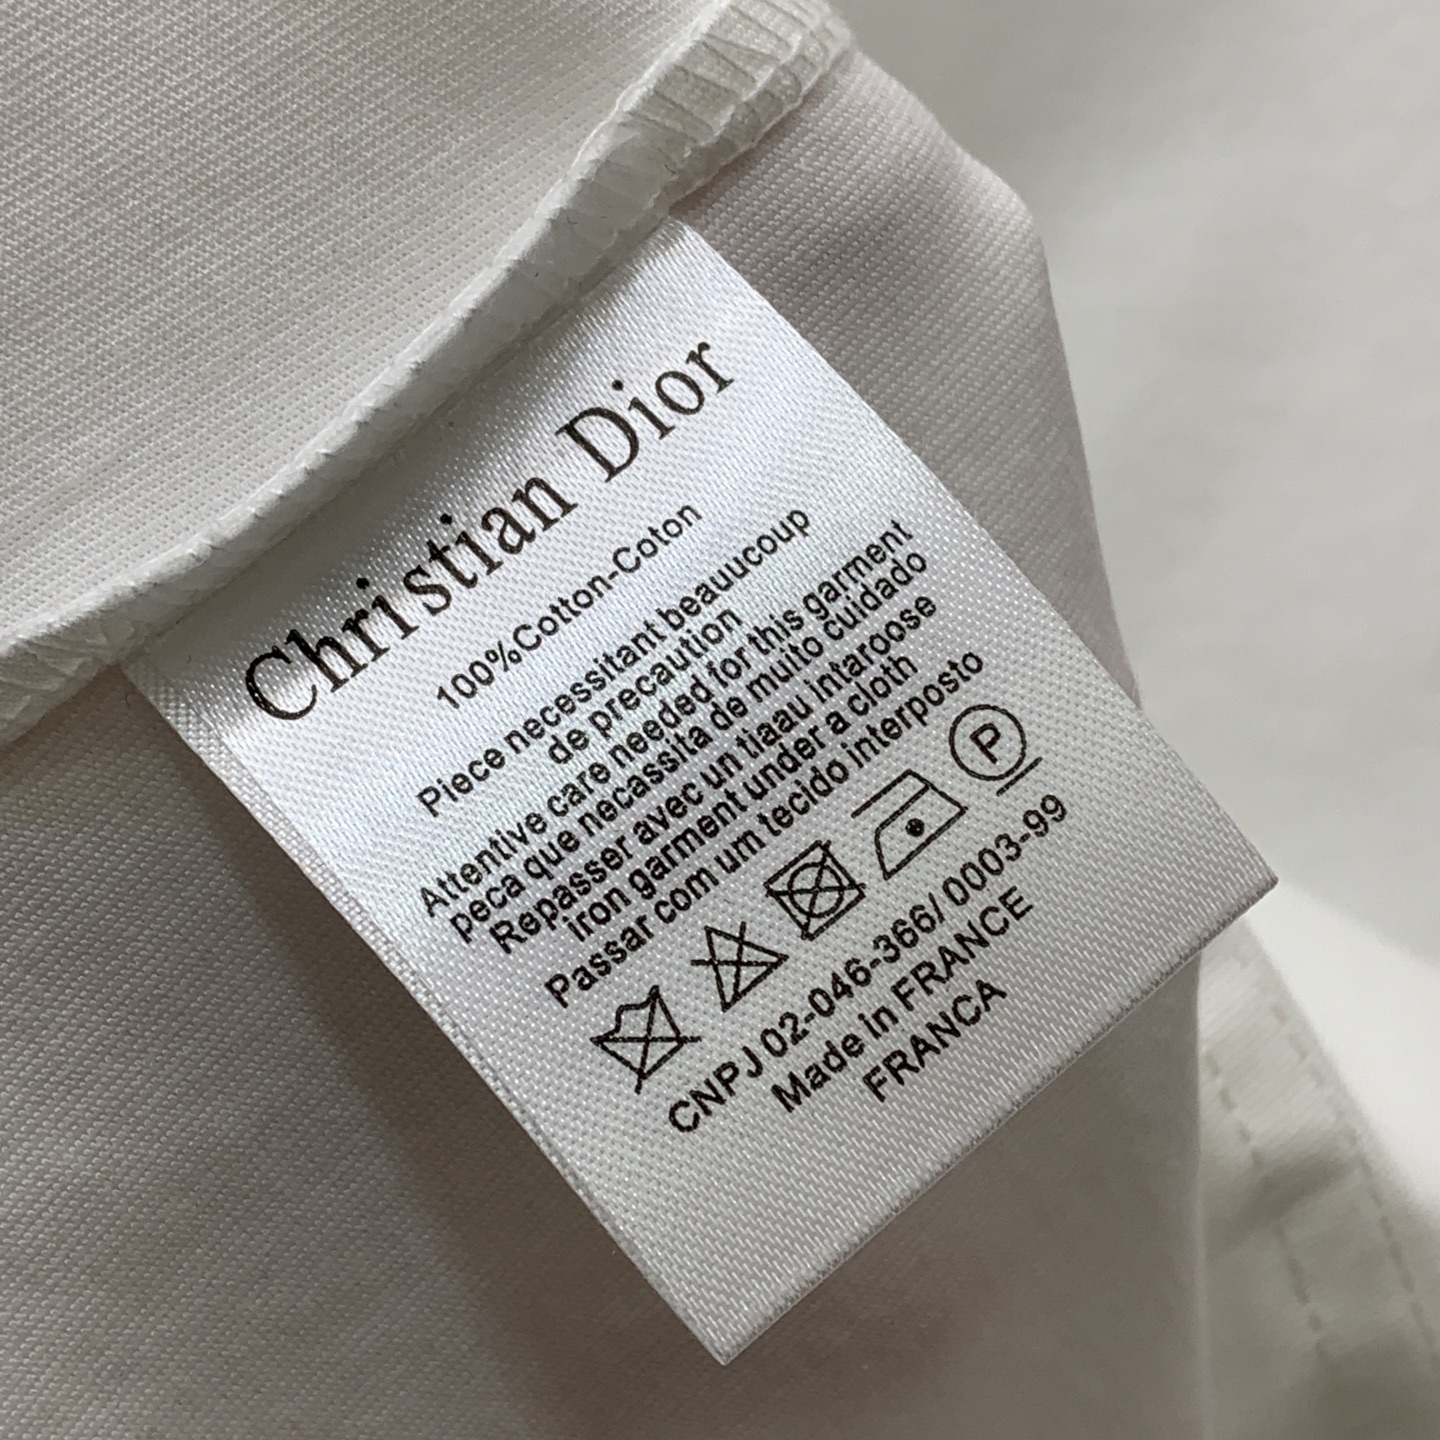 Christian Dior
100%Cotton-Coton
Piece necessitant beauucoup
de precaution
Attentive care needed for this garment
peca que necassita de muito cuidado
Repasser avec un tiaau intaroose
iron garment under a cloth
Passar com um tecido interposto
P
CNPJ 02-046-366/0003-99
Made in FRANCE
FRANCA